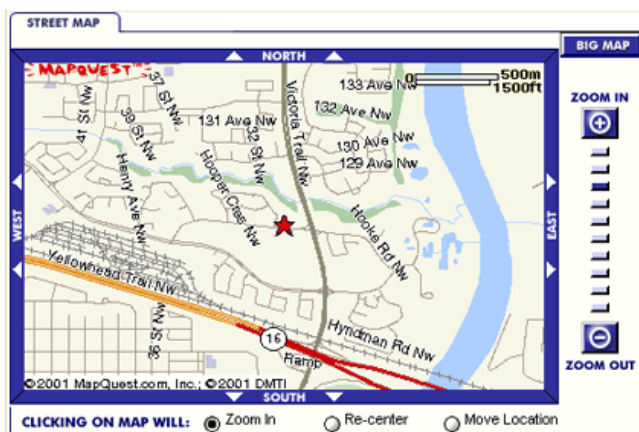 STREET MAP
NORTH
BIG MAP
MAPQUEST
0 500m
1500ft
ZOOM IN
37 St Nw
133 Ave Nw
132 Ave Nw
41 St Nw
39 St Nw
131 Ave Nw
32 St Nw
Victoria Trail Nw
130 Ave Nw
129 Ave Nw
Henry Ave Nw
Hooper Cres Nw
Hooke Rd Nw
WEST
EAST
Yellowhead Trail Nw
36 St Nw
16
Ramp
Hyndman Rd Nw
ZOOM OUT
©2001 MapQuest.com, Inc.; ©2001 DMTI
SOUTH
CLICKING ON MAP WILL: Zoom In Re-center Move Location